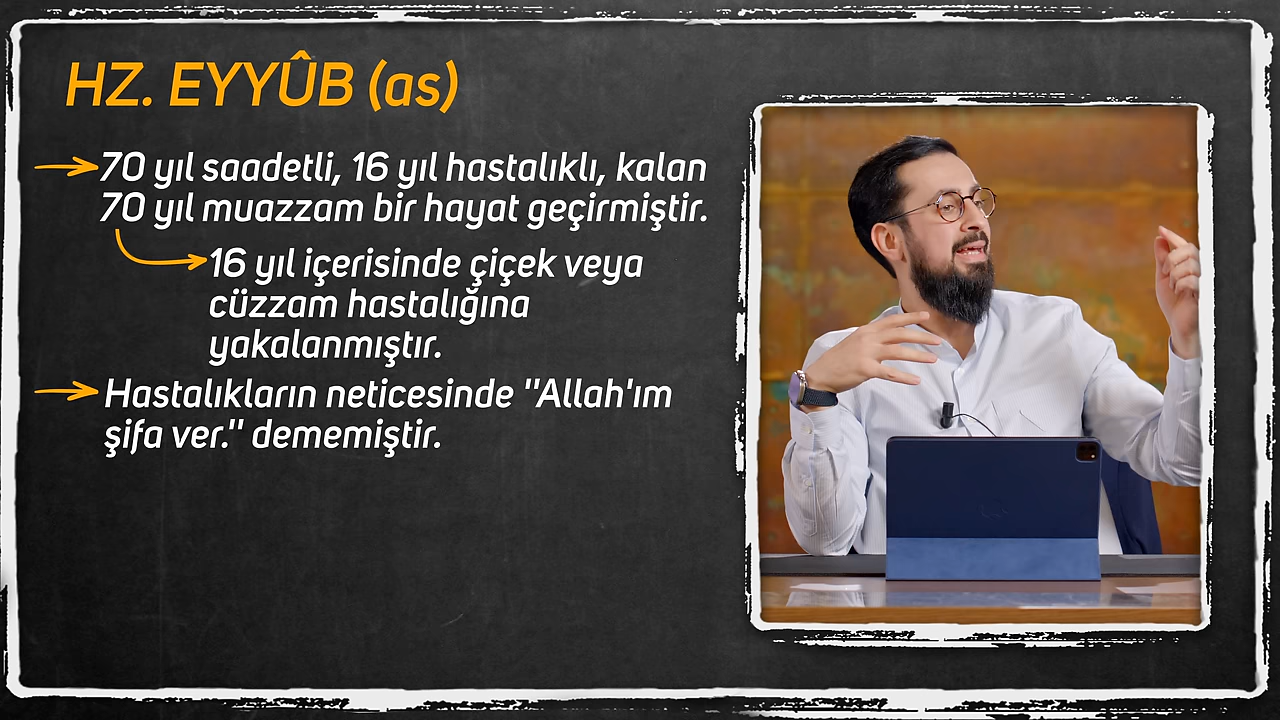 HZ. EYYÛB (as)
70 yıl saadetli, 16 yıl hastalıklı, kalan
70 yıl muazzam bir hayat geçirmiştir.
16 yıl içerisinde çiçek veya
cüzzam hastalığına
yakalanmıştır.
Hastalıkların neticesinde "Allah'ım
şifa ver." dememiştir.